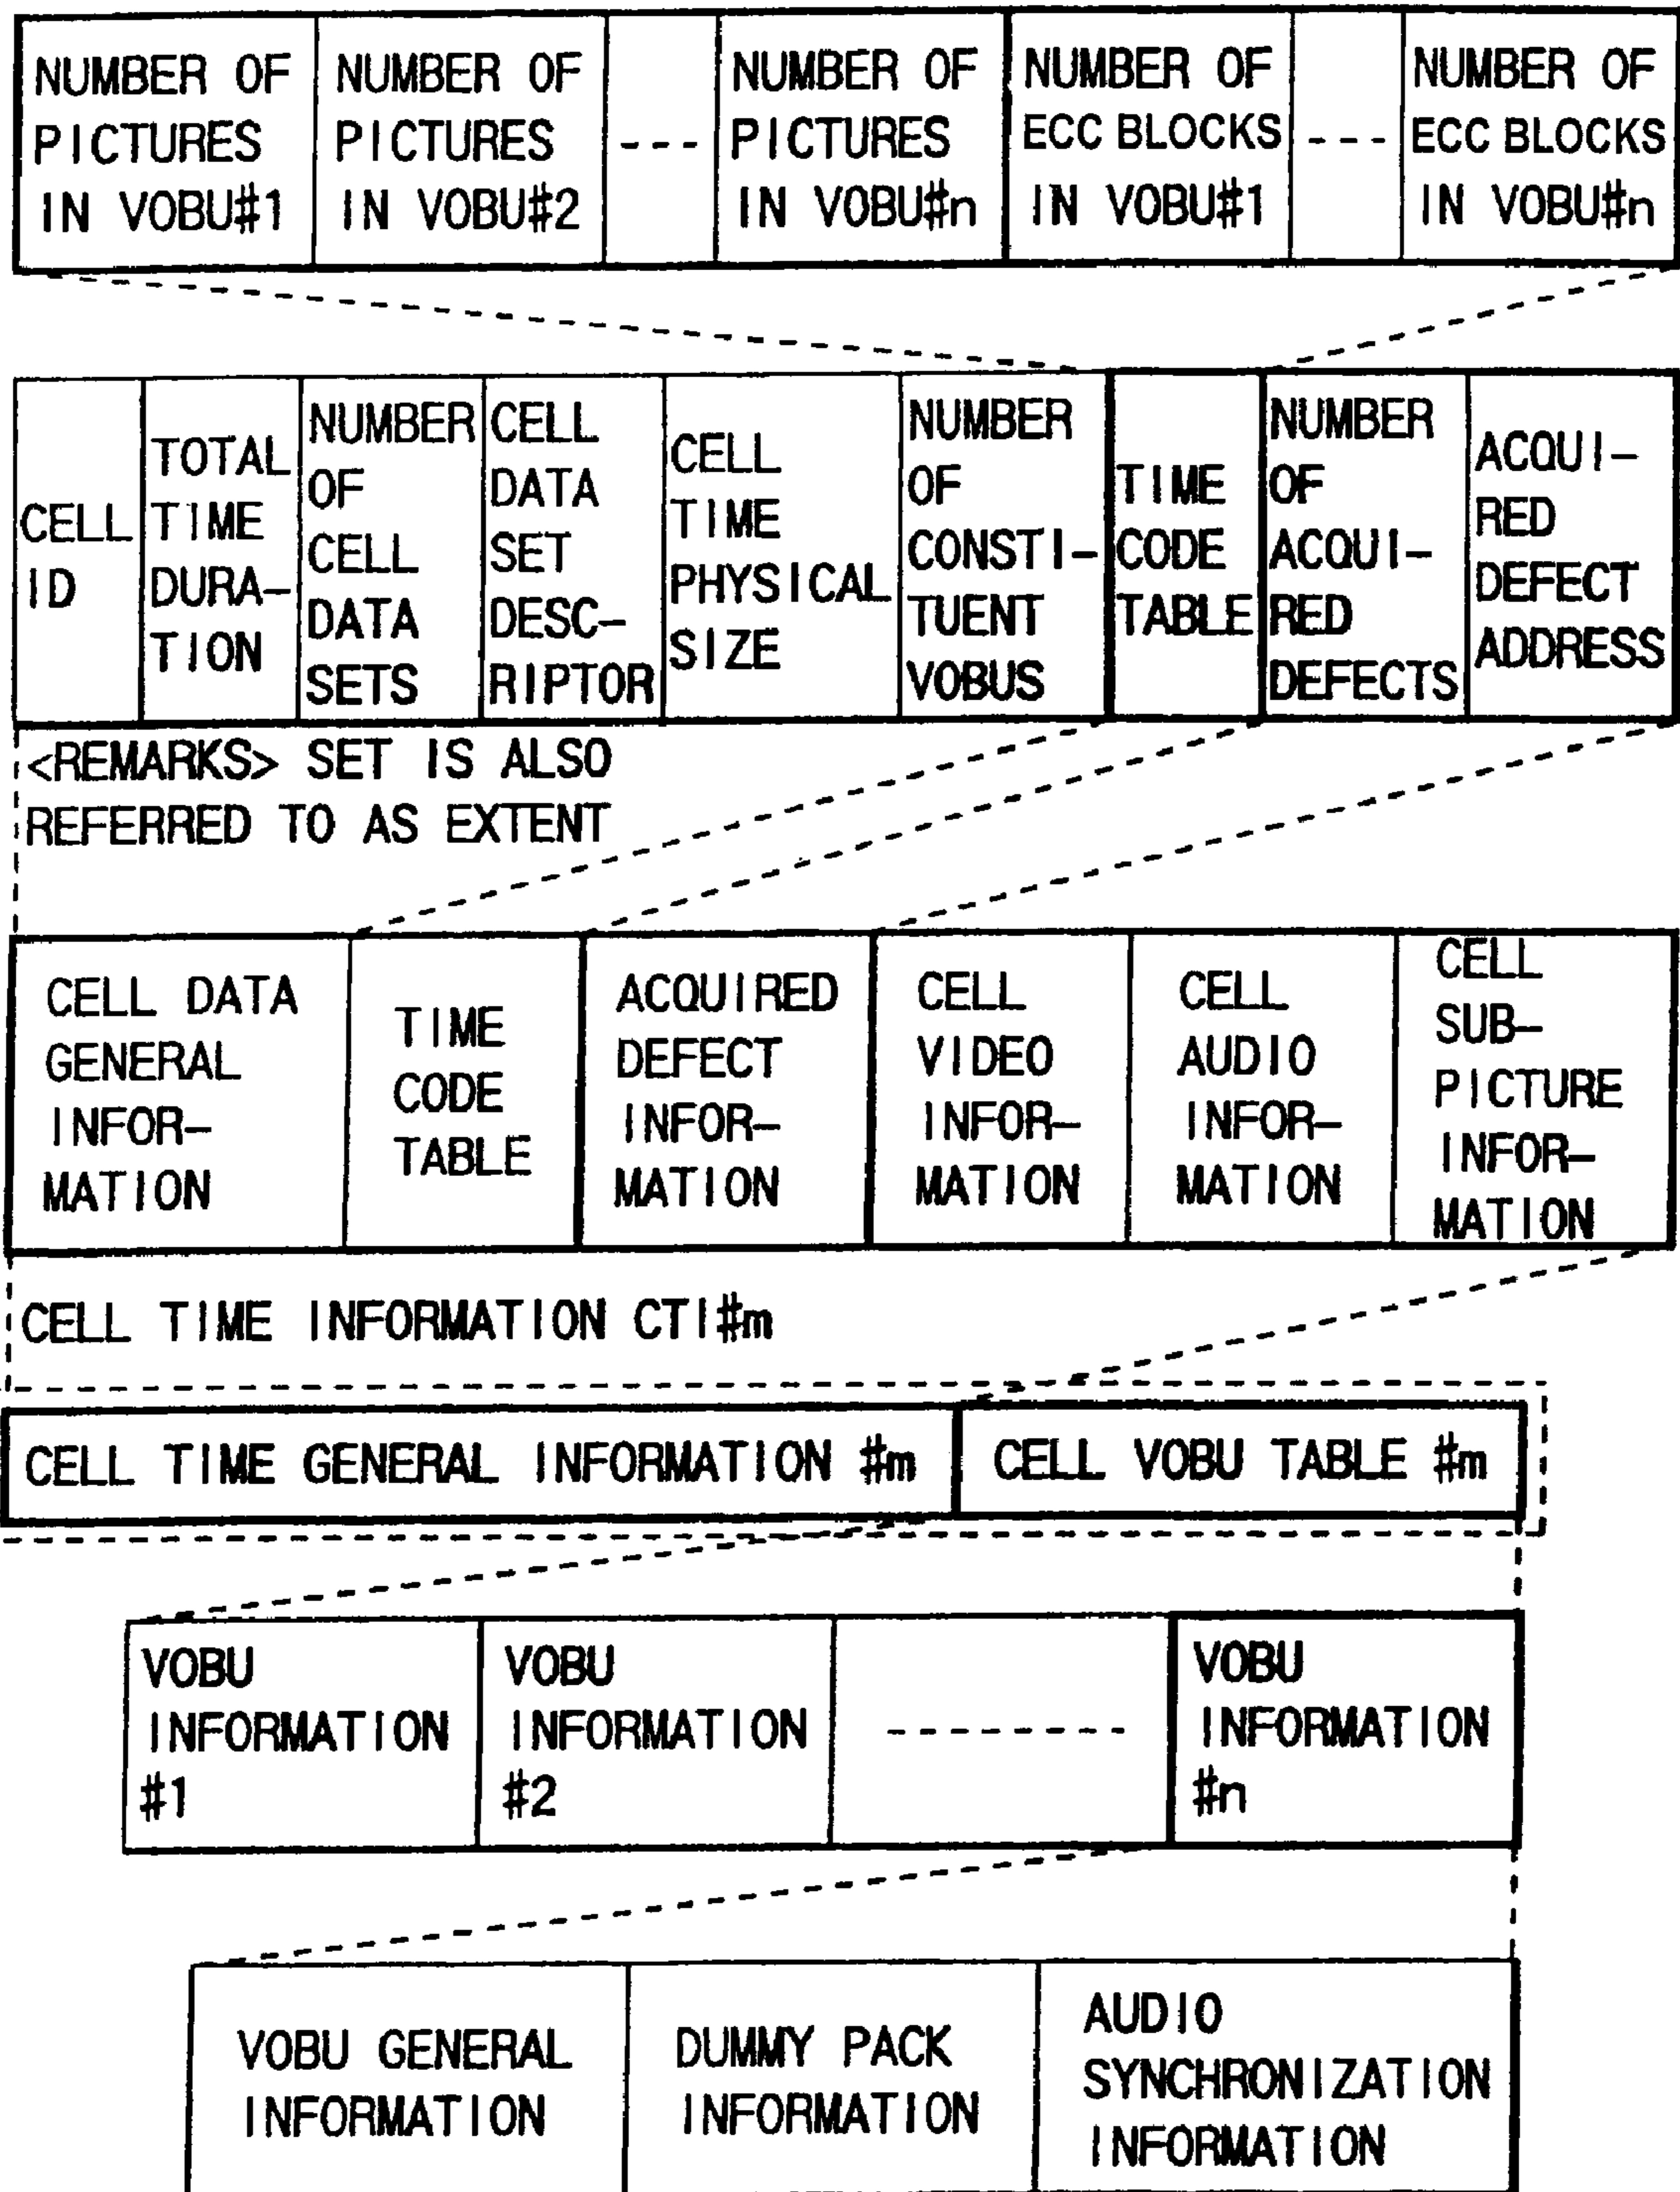 NUMBER OF
PICTURES
IN VOBU#1
NUMBER OF
PICTURES
IN VOBU#2
---
NUMBER OF
PICTURES
IN VOBU#n
NUMBER OF
ECC BLOCKS
IN VOBU#1
---
NUMBER OF
ECC BLOCKS
IN VOBU#n
CELL
ID
TOTAL
TIME
DURA-
TION
NUMBER
OF
CELL
DATA
SETS
CELL
DATA
SET
DESC-
RIPTOR
CELL
TIME
PHYSICAL
SIZE
NUMBER
OF
CONSTI-
TUENT
VOBUS
TIME
CODE
TABLE
NUMBER
OF
ACQUI-
RED
DEFECTS
ACQUI-
RED
DEFECT
ADDRESS
<REMARKS> SET IS ALSO
REFERRED TO AS EXTENT
CELL DATA
GENERAL
INFOR-
MATION
TIME
CODE
TABLE
ACQUIRED
DEFECT
INFOR-
MATION
CELL
VIDEO
INFOR-
MATION
CELL
AUDIO
INFOR-
MATION
CELL
SUB-
PICTURE
INFOR-
MATION
CELL TIME INFORMATION CTI#m
CELL TIME GENERAL INFORMATION #m
CELL VOBU TABLE #m
VOBU
INFORMATION
#1
VOBU
INFORMATION
#2
-------
VOBU
INFORMATION
#n
VOBU GENERAL
INFORMATION
DUMMY PACK
INFORMATION
AUDIO
SYNCHRONIZATION
INFORMATION